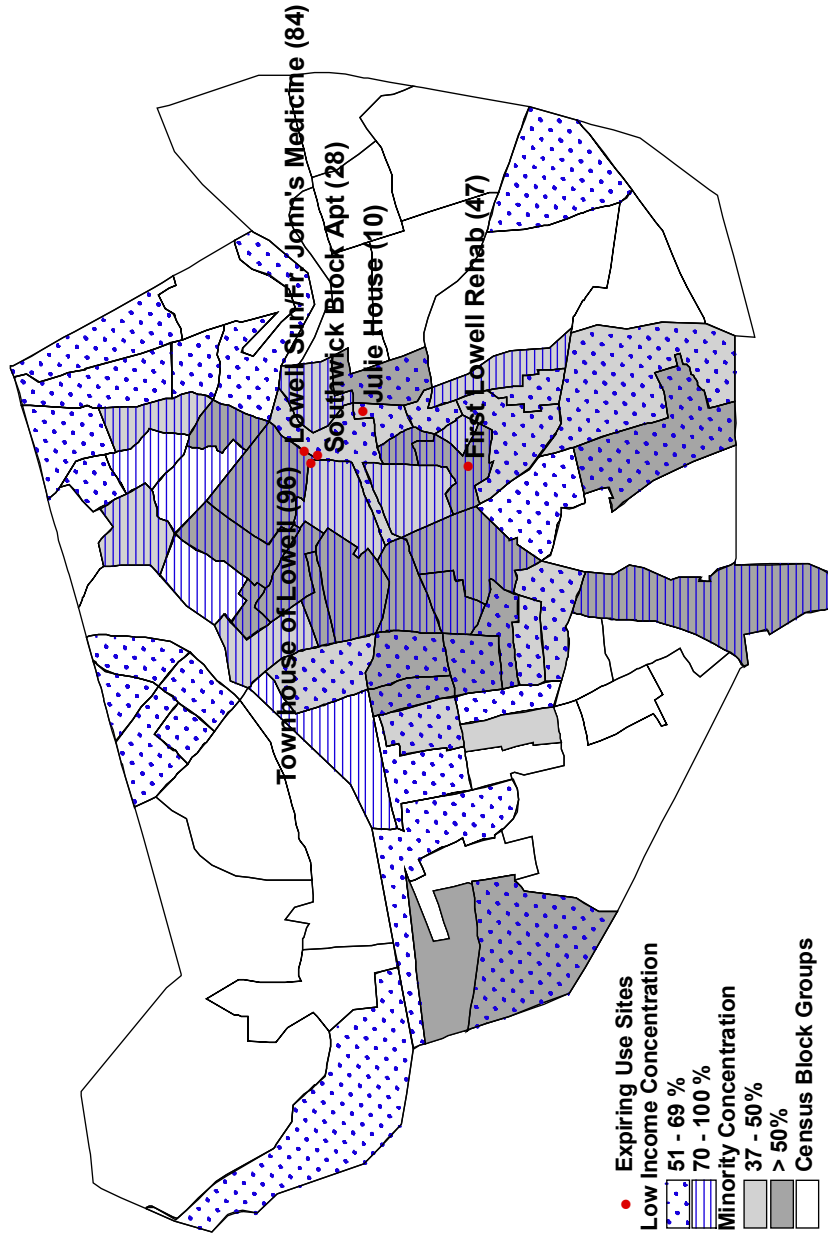 Townhouse of Lowell (96)
Lowell Sun/Fr. John's Medicine (84)
Southwick Block Apt (28)
Julie House (10)
First Lowell Rehab (47)
Expiring Use Sites
Low Income Concentration
51 - 69 %
70 - 100 %
Minority Concentration
37 - 50%
> 50%
Census Block Groups